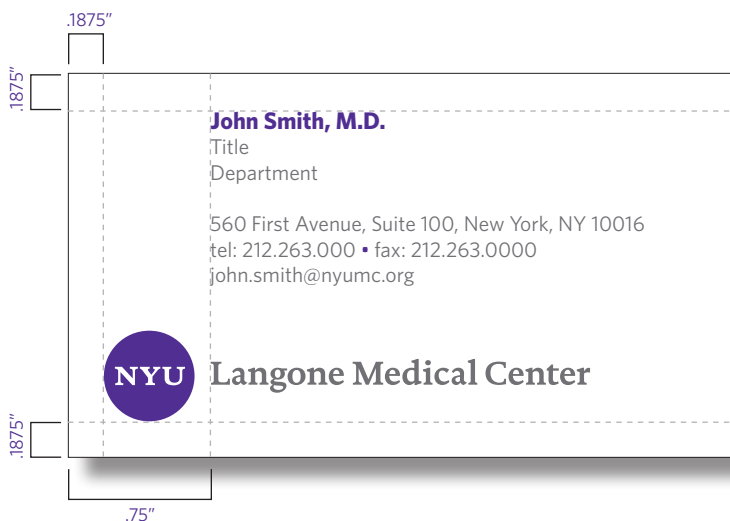 .1875”
.1875”
John Smith, M.D.
Title
Department
560 First Avenue, Suite 100, New York, NY 10016
tel: 212.263.000 • fax: 212.263.0000
john.smith@nyumc.org
NYU Langone Medical Center
.1875”
.75”